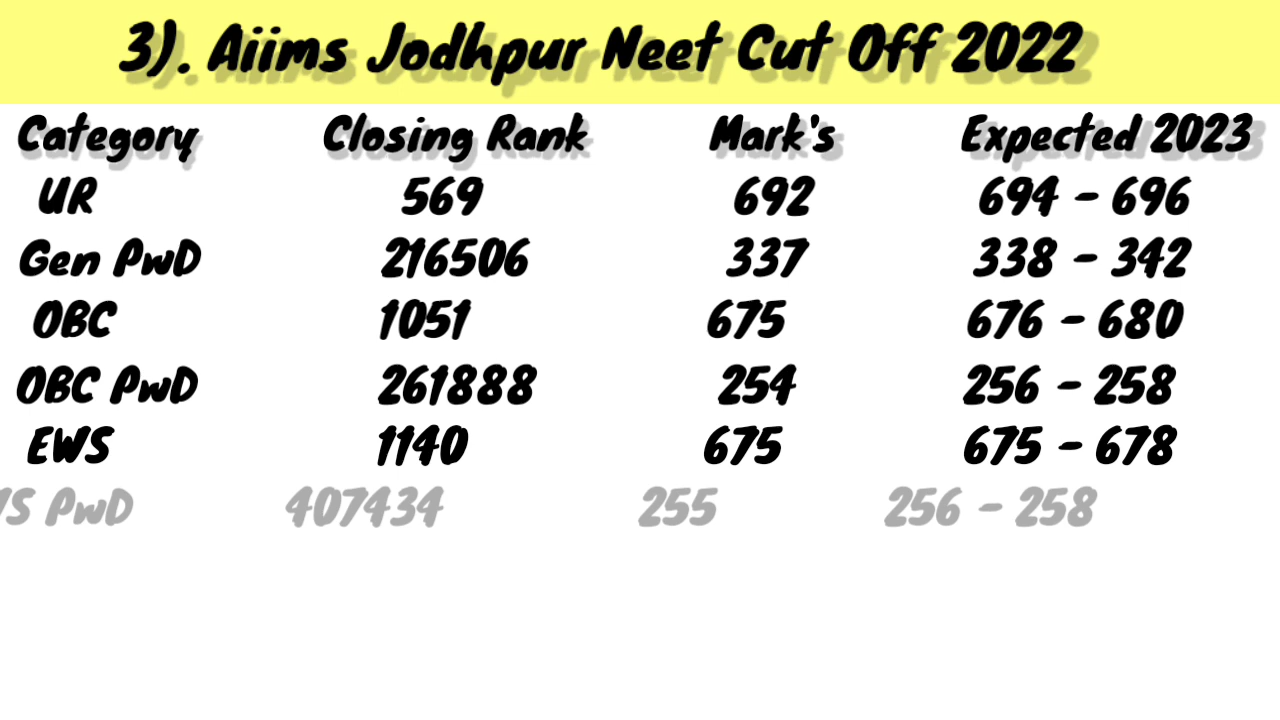 3). Aiims Jodhpur Neet Cut Off 2022
Category Closing Rank Mark's Expected 2023
UR 569 692 694 - 696
Gen PwD 216506 337 338 - 342
OBC 1051 675 676 - 680
OBC PwD 261888 254 256 - 258
EWS 1140 675 675 - 678
PwD 407434 255 256 - 258